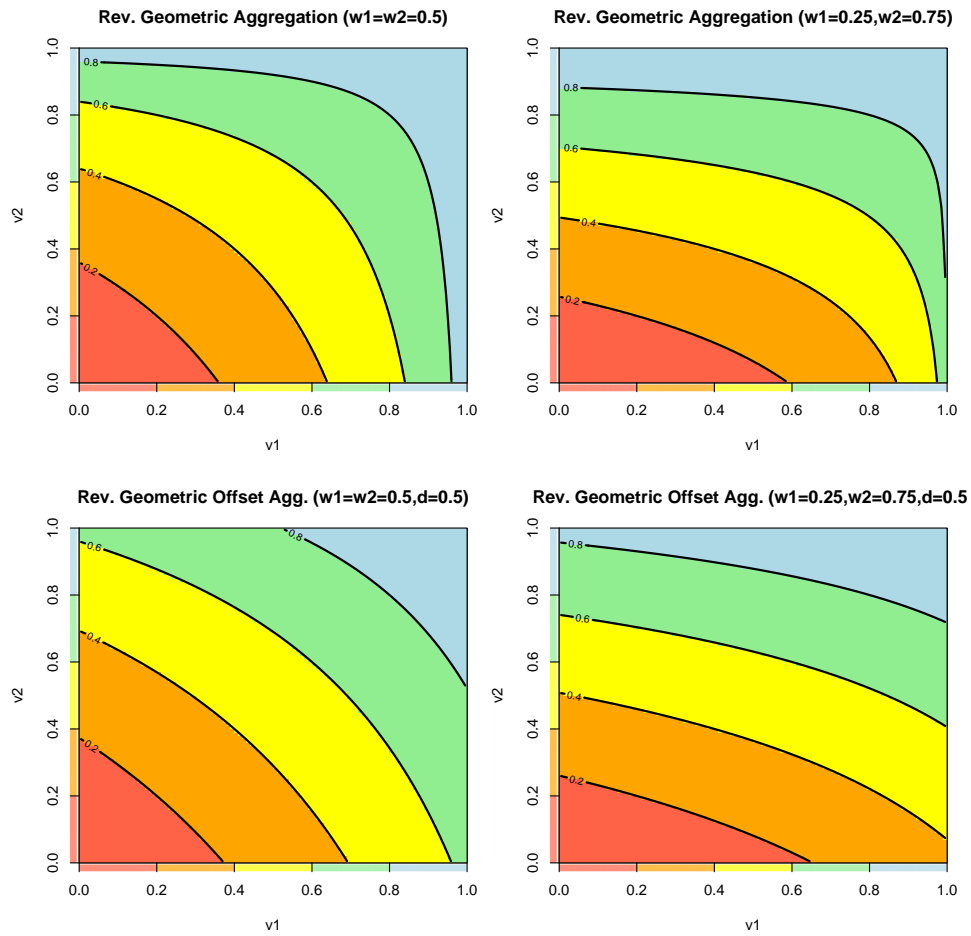 Rev. Geometric Aggregation (w1=w2=0.5)
1.0
0.8
0.6
0.4
0.2
0.0
v2
0.8
0.6
0.4
0.2
0.0 0.2 0.4 0.6 0.8 1.0
v1
Rev. Geometric Aggregation (w1=0.25,w2=0.75)
1.0
0.8
0.6
0.4
0.2
0.0
v2
0.8
0.6
0.4
0.2
0.0 0.2 0.4 0.6 0.8 1.0
v1
Rev. Geometric Offset Agg. (w1=w2=0.5,d=0.5)
1.0
0.8
0.6
0.4
0.2
0.0
v2
0.8
0.6
0.4
0.2
0.0 0.2 0.4 0.6 0.8 1.0
v1
Rev. Geometric Offset Agg. (w1=0.25,w2=0.75,d=0.5
1.0
0.8
0.6
0.4
0.2
0.0
v2
0.8
0.6
0.4
0.2
0.0 0.2 0.4 0.6 0.8 1.0
v1